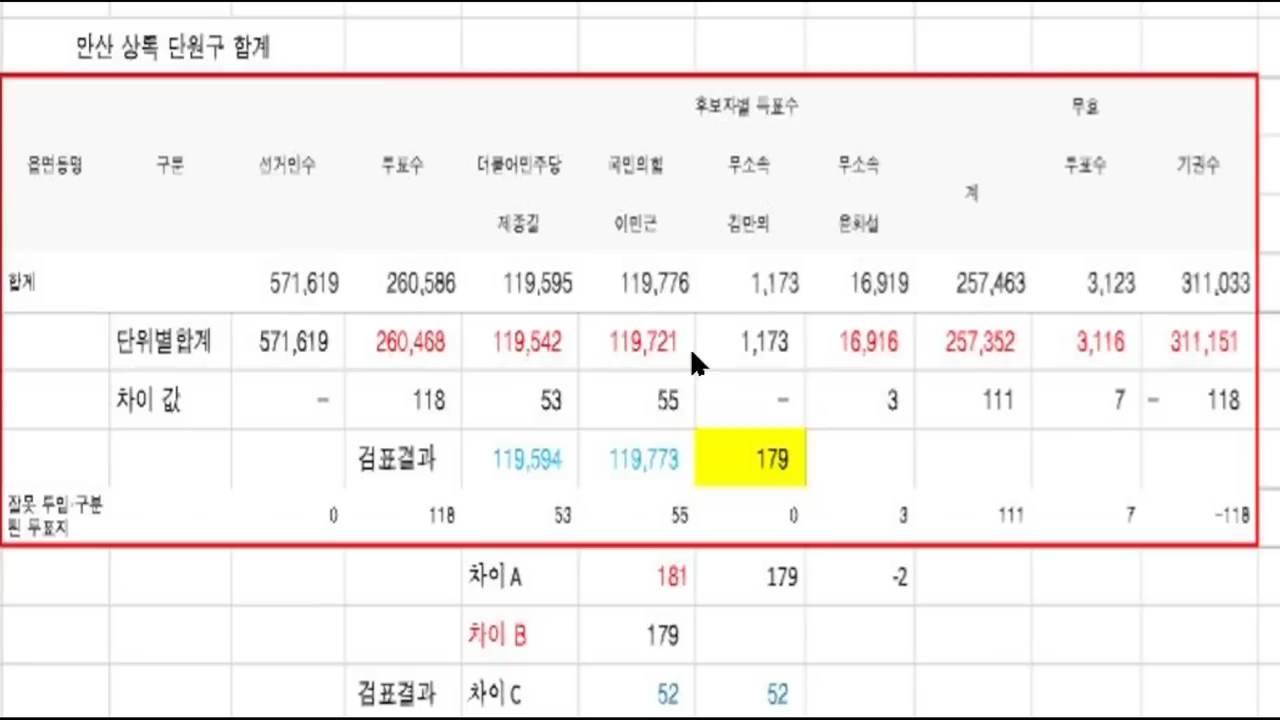 안산 상록 단원구 합계
후보자별 득표수 무효
읍면동명 구분 선거인수 투표수 더불어민주당 국민의힘 무소속 무소속 계 투표수 기권수
제종길 이민근 김만의 윤화섭
합계 571,619 260,586 119,595 119,776 1,173 16,919 257,463 3,123 311,033
단위별합계 571,619 260,468 119,542 119,721 1,173 16,916 257,352 3,116 311,151
차이 값 - 118 53 55 - 3 111 7 - 118
검표결과 119,594 119,773 179
잘못 투입·구분
된 투표지 0 118 53 55 0 3 111 7 -118
차이A 181 179 -2
차이 B 179
검표결과 차이C 52 52